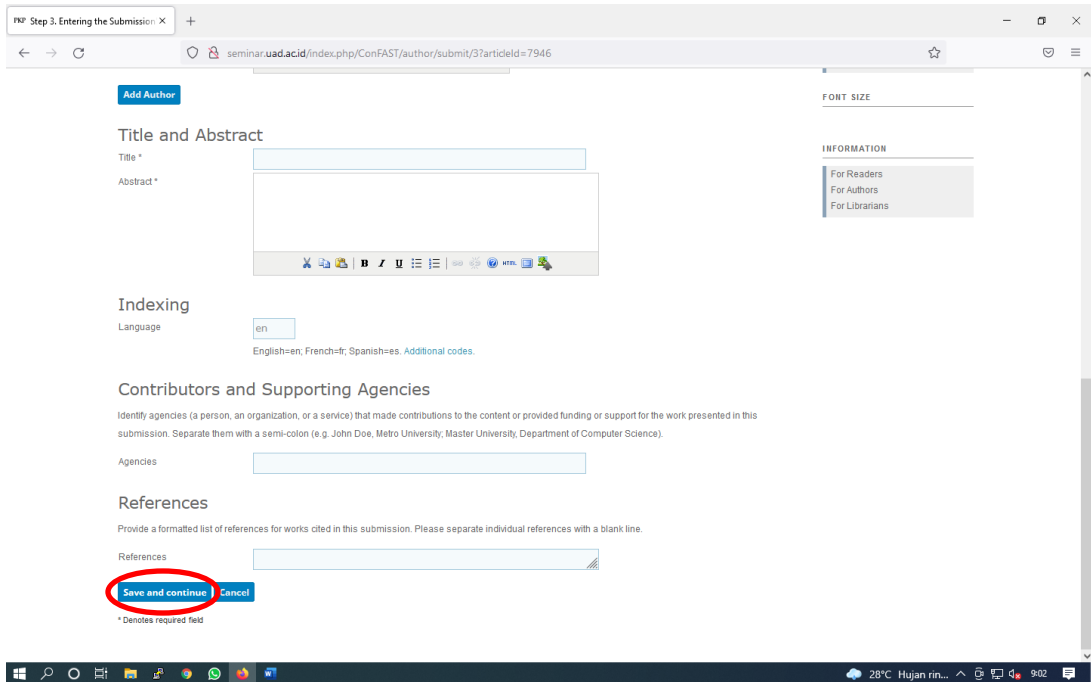 PKP Step 3. Entering the Submission
seminar.uad.ac.id/index.php/ConFAST/author/submit/3?articleId=7946
Add Author
Title and Abstract
Title *
Abstract *
B I U
HTML
Indexing
Language
en
English=en; French=fr; Spanish=es. Additional codes.
Contributors and Supporting Agencies
Identify agencies (a person, an organization, or a service) that made contributions to the content or provided funding or support for the work presented in this
submission. Separate them with a semi-colon (e.g. John Doe, Metro University; Master University, Department of Computer Science).
Agencies
References
Provide a formatted list of references for works cited in this submission. Please separate individual references with a blank line.
References
Save and continue Cancel
* Denotes required field
FONT SIZE
INFORMATION
For Readers
For Authors
For Librarians
28°C Hujan rin... 9:02